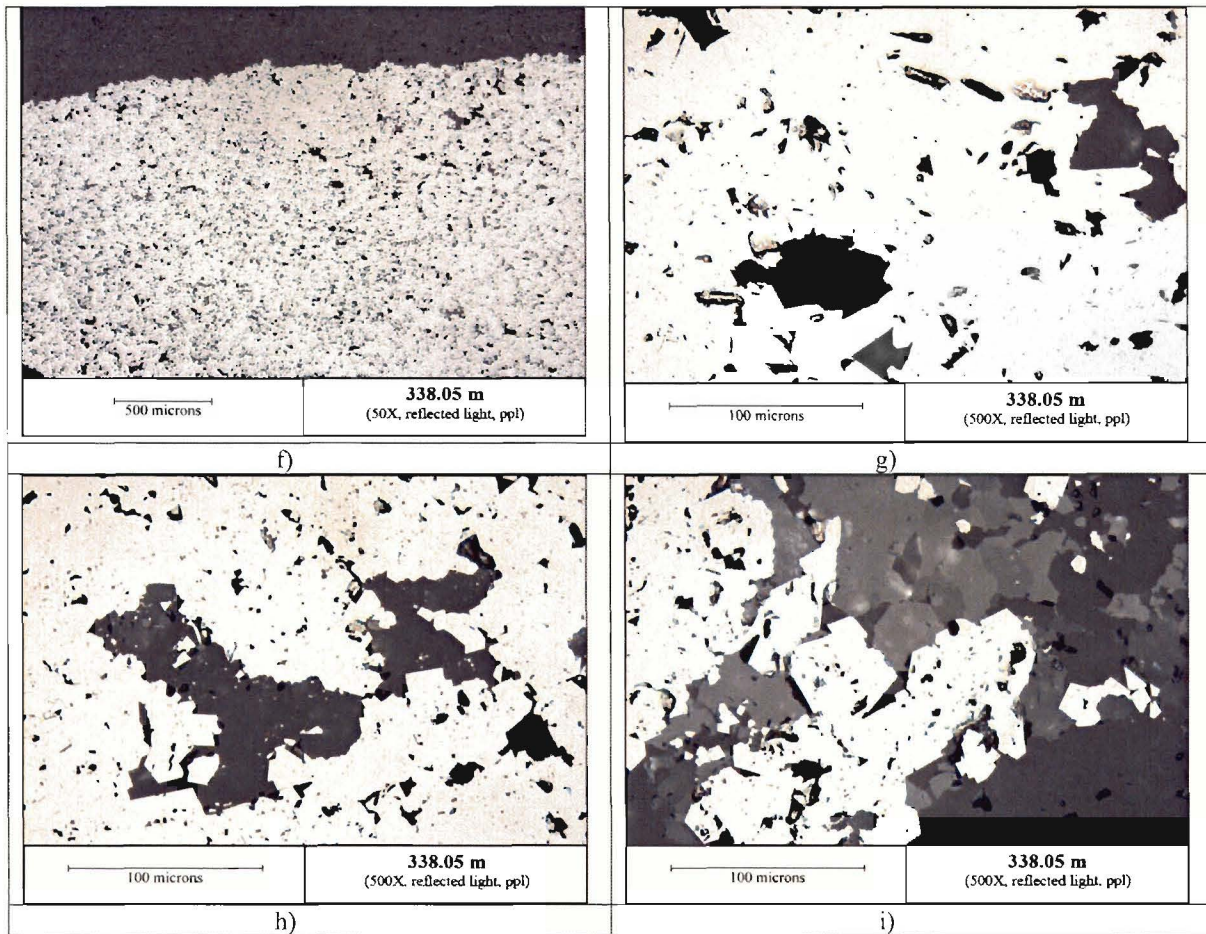 500 microns
338.05 m
(50X, reflected light, ppl)
100 microns
338.05 m
(500X, reflected light, ppl)
f)
g)
100 microns
338.05 m
(500X, reflected light, ppl)
100 microns
338.05 m
(500X, reflected light, ppl)
h)
i)